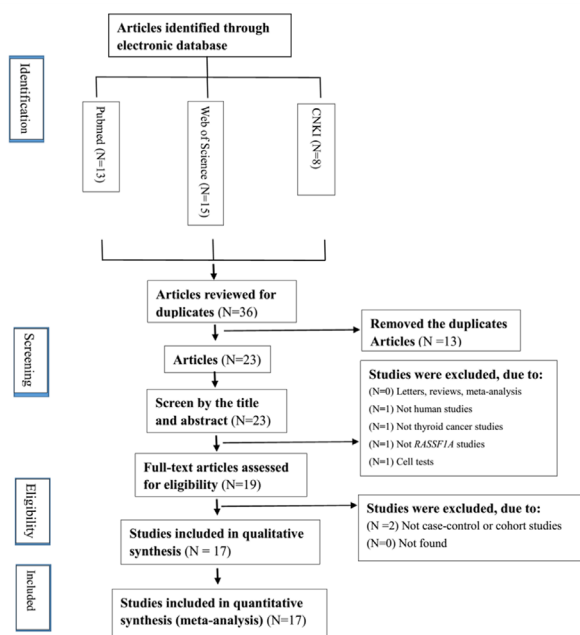 Articles identified through
electronic database
Identification
Pubmed (N=13)
Web of Science (N=15)
CNKI (N=8)
Articles reviewed for
duplicates (N=36)
Removed the duplicates
Articles (N =13)
Screening
Articles (N=23)
Screen by the title
and abstract (N=23)
Studies were excluded, due to:
(N=0) Letters, reviews, meta-analysis
(N=1) Not human studies
(N=1) Not thyroid cancer studies
(N=1) Not RASSF1A studies
(N=1) Cell tests
Full-text articles assessed
for eligibility (N=19)
Eligibility
Studies were excluded, due to:
(N =2) Not case-control or cohort studies
(N=0) Not found
Studies included in qualitative
synthesis (N = 17)
Included
Studies included in quantitative
synthesis (meta-analysis) (N=17)